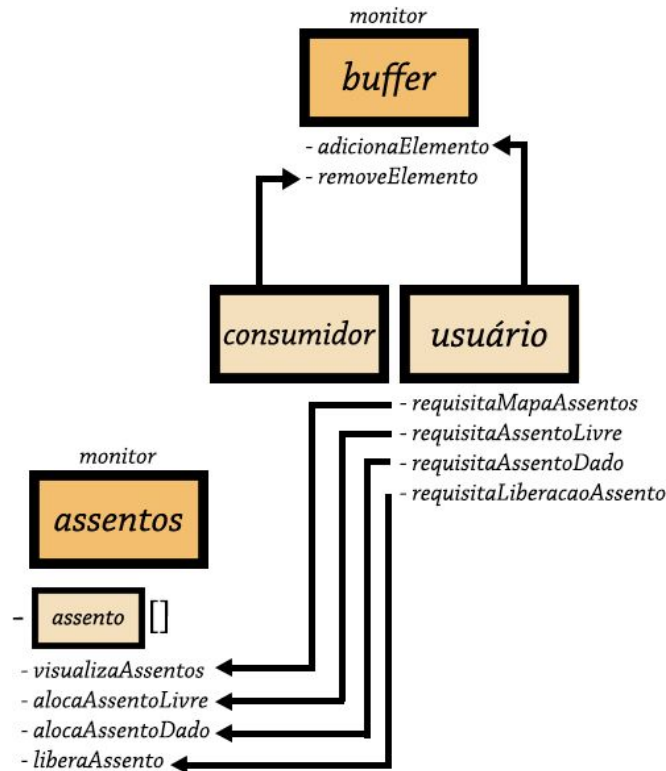 monitor
buffer
- adicionaElemento
- removeElemento
consumidor
usuário
- requisitaMapaAssentos
- requisitaAssentoLivre
- requisitaAssentoDado
- requisitaLiberacaoAssento
monitor
assentos
- assento []
- visualizaAssentos
- alocaAssentoLivre
- alocaAssentoDado
- liberaAssento